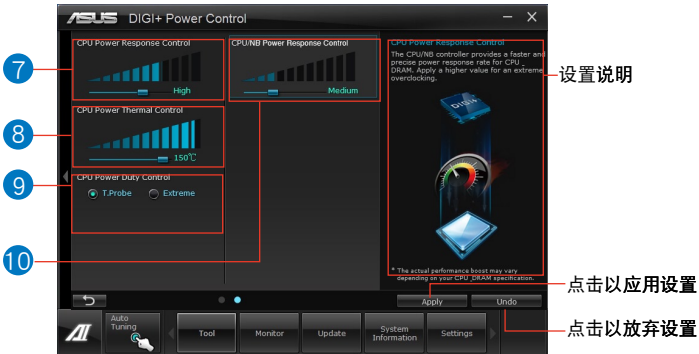 ASUS DIGI+ Power Control
7
CPU Power Response Control
High
CPU/NB Power Response Control
Medium
8
CPU Power Thermal Control
150℃
9
CPU Power Duty Control
T.Probe
Extreme
10
CPU Power Response Control
The CPU/NB controller provides a faster and
precise power response rate for CPU_
DRAM. Apply a higher value for an extreme
overclocking.
DIGI+
* The actual performance boost may vary
depending on your CPU_DRAM specification.
设置说明
Apply
Undo
点击以应用设置
点击以放弃设置
Auto
Tuning
Tool
Monitor
Update
System
Information
Settings